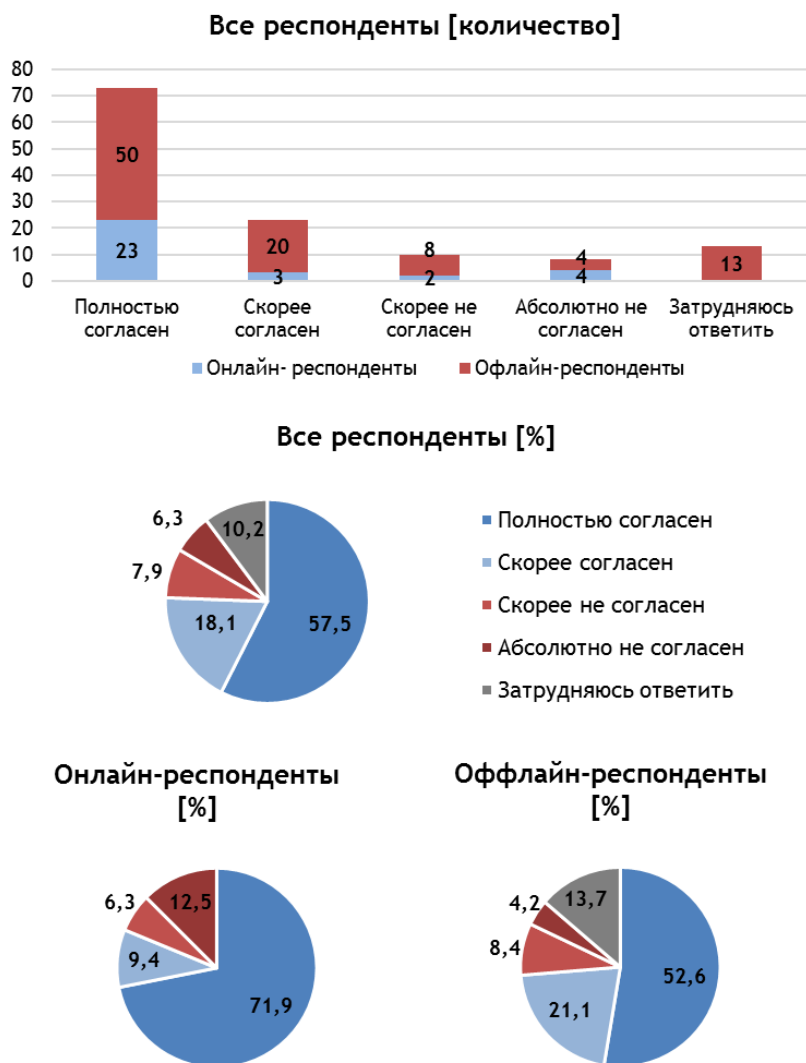 Все респонденты [количество]
80
70
60
50
40
30
20
10
0
50
23
20
3
8
2
4
4
13
Полностью согласен
Скорее согласен
Скорее не согласен
Абсолютно не согласен
Затрудняюсь ответить
Онлайн- респонденты
Офлайн-респонденты
Все респонденты [%]
6,3
10,2
7,9
18,1
57,5
Полностью согласен
Скорее согласен
Скорее не согласен
Абсолютно не согласен
Затрудняюсь ответить
Онлайн-респонденты
[%]
6,3
12,5
9,4
71,9
Оффлайн-респонденты
[%]
4,2
13,7
8,4
21,1
52,6